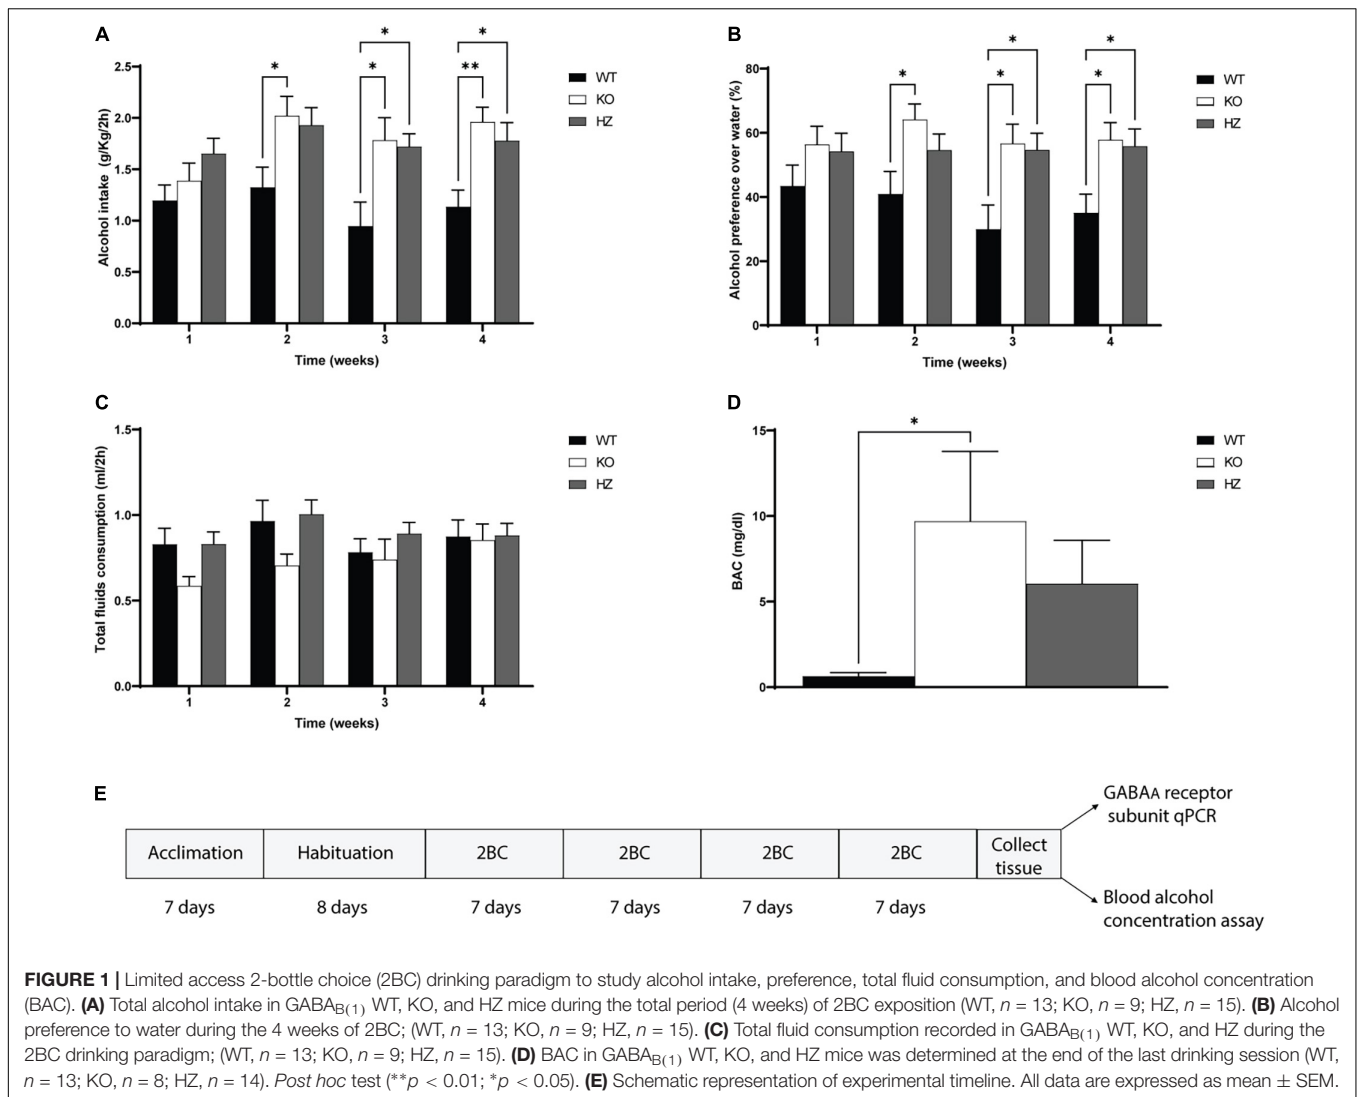 A
Alcohol intake (g/Kg/2h)
2.5
2.0
1.5
1.0
0.5
0.0
*
*
*
**
*
WT
KO
HZ
1 2 3 4
Time (weeks)
B
Alcohol preference over water (%)
80
60
40
20
0
*
*
*
*
*
WT
KO
HZ
1 2 3 4
Time (weeks)
C
Total fluids consumption (ml/2h)
1.5
1.0
0.5
0.0
WT
KO
HZ
1 2 3 4
Time (weeks)
D
BAC (mg/dl)
15
10
5
0
*
WT
KO
HZ
E
Acclimation Habituation 2BC 2BC 2BC 2BC Collect
tissue
7 days 8 days 7 days 7 days 7 days 7 days
GABAA receptor
subunit qPCR
Blood alcohol
concentration assay
FIGURE 1 | Limited access 2-bottle choice (2BC) drinking paradigm to study alcohol intake, preference, total fluid consumption, and blood alcohol concentration
(BAC). (A) Total alcohol intake in GABAB(1) WT, KO, and HZ mice during the total period (4 weeks) of 2BC exposition (WT, n = 13; KO, n = 9; HZ, n = 15). (B) Alcohol
preference to water during the 4 weeks of 2BC; (WT, n = 13; KO, n = 9; HZ, n = 15). (C) Total fluid consumption recorded in GABAB(1) WT, KO, and HZ during the
2BC drinking paradigm; (WT, n = 13; KO, n = 9; HZ, n = 15). (D) BAC in GABAB(1) WT, KO, and HZ mice was determined at the end of the last drinking session (WT,
n = 13; KO, n = 8; HZ, n = 14). Post hoc test (**p < 0.01; *p < 0.05). (E) Schematic representation of experimental timeline. All data are expressed as mean ± SEM.